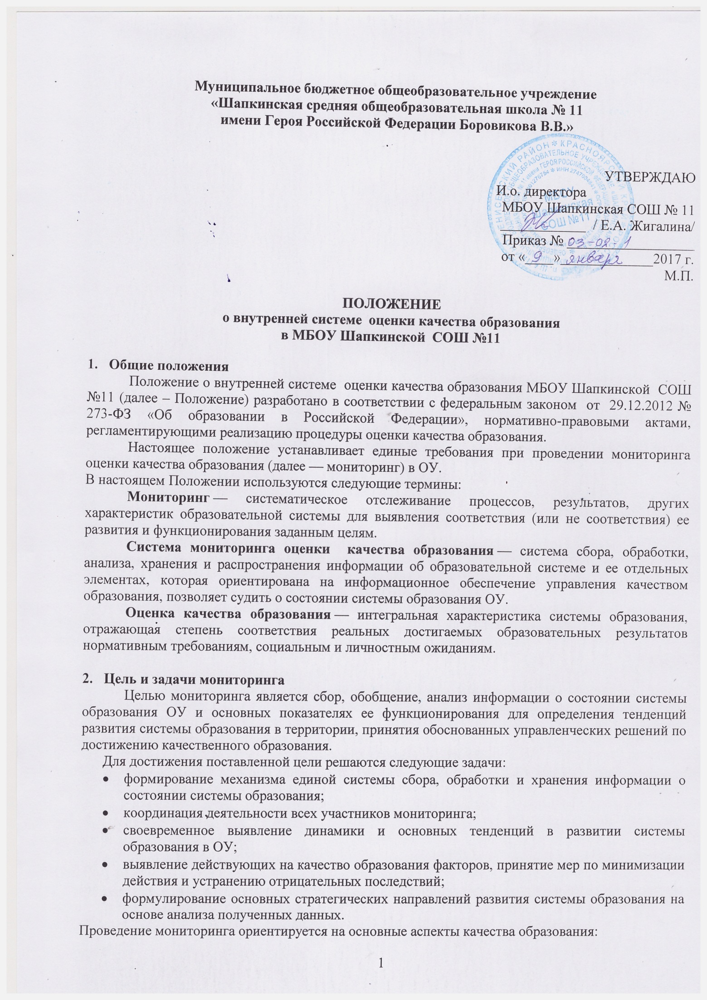 Муниципальное бюджетное общеобразовательное учреждение
«Шапкинская средняя общеобразовательная школа № 11
имени Героя Российской Федерации Боровикова В.В.»
УТВЕРЖДАЮ
И.о. директора
МБОУ Шапкинская СОШ № 11
____________ / Е.А. Жигалина/
Приказ № 03-02-1
от « 9 » января 2017 г.
М.П.
ЕНИСЕЙСКИЙ РАЙОН * КРАСНОЯРСКИЙ КРАЙ
МБОУ
Шапкинская
СОШ №11
ПОЛОЖЕНИЕ
о внутренней системе оценки качества образования
в МБОУ Шапкинской СОШ №11
1. Общие положения
Положение о внутренней системе оценки качества образования МБОУ Шапкинской СОШ
№11 (далее – Положение) разработано в соответствии с федеральным законом от 29.12.2012 №
273-ФЗ «Об образовании в Российской Федерации», нормативно-правовыми актами,
регламентирующими реализацию процедуры оценки качества образования.
Настоящее положение устанавливает единые требования при проведении мониторинга
оценки качества образования (далее — мониторинг) в ОУ.
В настоящем Положении используются следующие термины:
Мониторинг — систематическое отслеживание процессов, результатов, других
характеристик образовательной системы для выявления соответствия (или не соответствия) ее
развития и функционирования заданным целям.
Система мониторинга оценки качества образования — система сбора, обработки,
анализа, хранения и распространения информации об образовательной системе и ее отдельных
элементах, которая ориентирована на информационное обеспечение управления качеством
образования, позволяет судить о состоянии системы образования ОУ.
Оценка качества образования — интегральная характеристика системы образования,
отражающая степень соответствия реальных достигаемых образовательных результатов
нормативным требованиям, социальным и личностным ожиданиям.
2. Цель и задачи мониторинга
Целью мониторинга является сбор, обобщение, анализ информации о состоянии системы
образования ОУ и основных показателях ее функционирования для определения тенденций
развития системы образования в территории, принятия обоснованных управленческих решений по
достижению качественного образования.
Для достижения поставленной цели решаются следующие задачи:
• формирование механизма единой системы сбора, обработки и хранения информации о
состоянии системы образования;
• координация деятельности всех участников мониторинга;
• своевременное выявление динамики и основных тенденций в развитии системы
образования в ОУ;
• выявление действующих на качество образования факторов, принятие мер по минимизации
действия и устранению отрицательных последствий;
• формулирование основных стратегических направлений развития системы образования на
основе анализа полученных данных.
Проведение мониторинга ориентируется на основные аспекты качества образования:
1